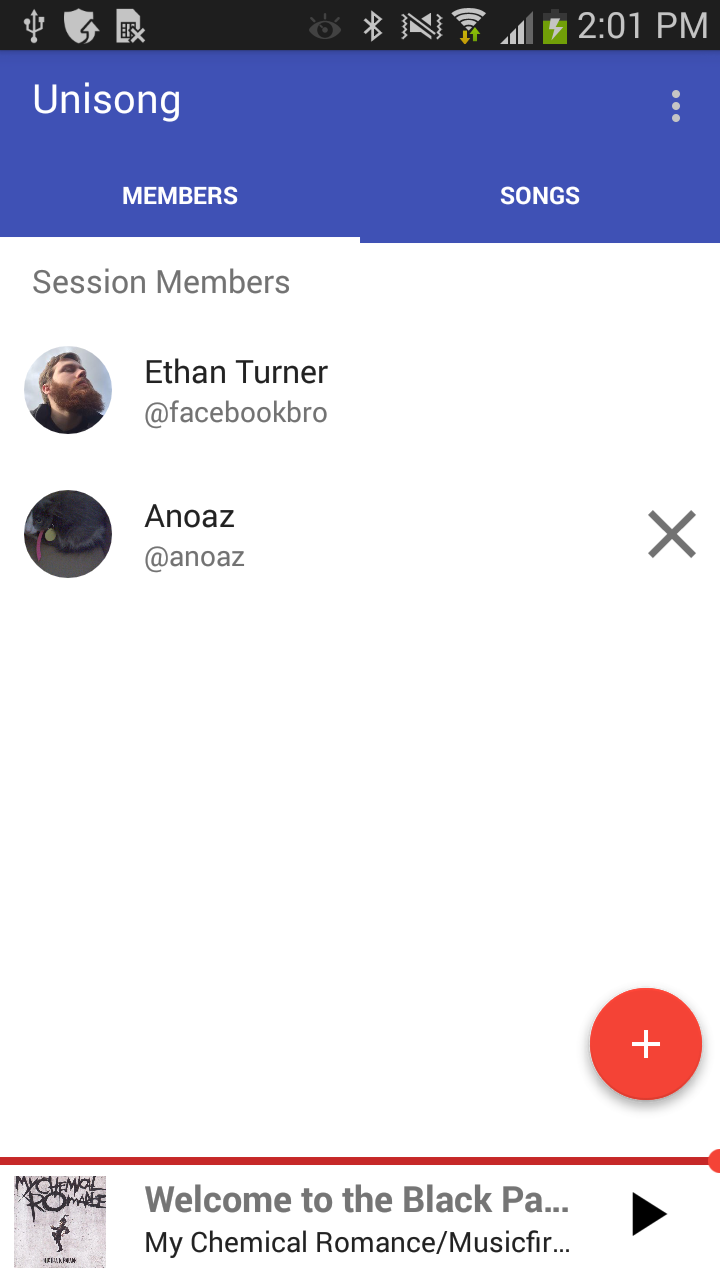 2:01 PM
Unisong
MEMBERS
SONGS
Session Members
Ethan Turner
@facebookbro
Anoaz
@anoaz
MY CHEMICAL
ROMANCE
Welcome to the Black Pa...
My Chemical Romance/Musicfir...